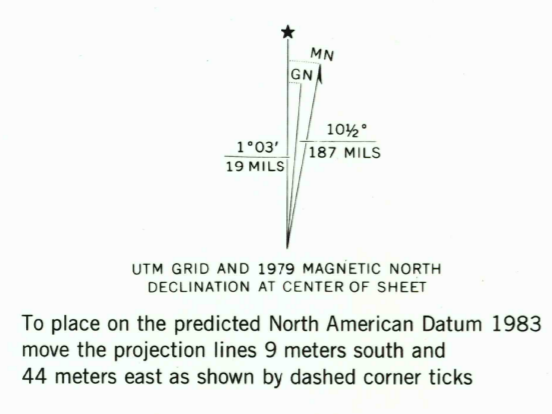 ★
MN
GN
1°03′
19 MILS
10½°
187 MILS
UTM GRID AND 1979 MAGNETIC NORTH
DECLINATION AT CENTER OF SHEET
To place on the predicted North American Datum 1983
move the projection lines 9 meters south and
44 meters east as shown by dashed corner ticks